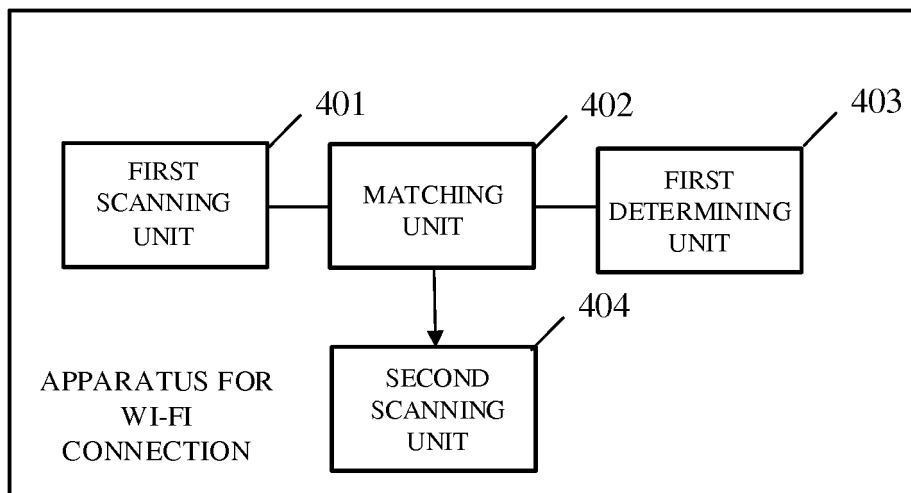 401
402
403
FIRST
SCANNING
UNIT
MATCHING
UNIT
FIRST
DETERMINING
UNIT
404
APPARATUS FOR
WI-FI
CONNECTION
SECOND
SCANNING
UNIT